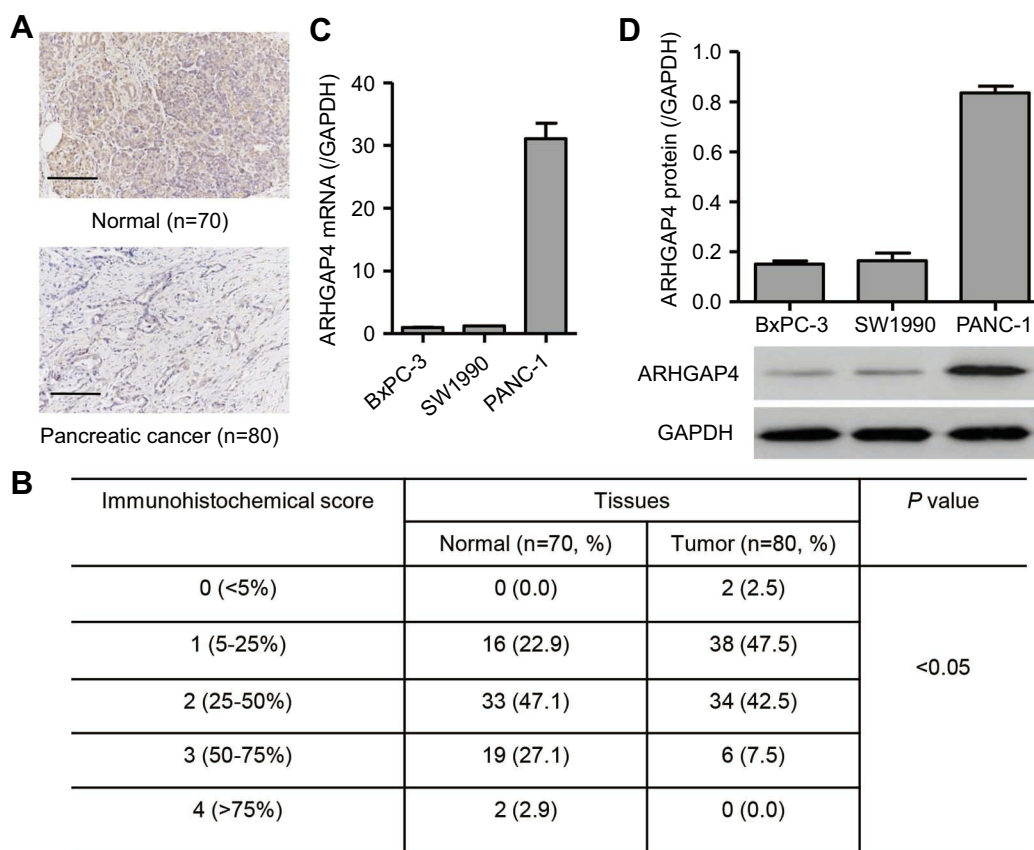 A
Normal (n=70)
Pancreatic cancer (n=80)
C
ARHGAP4 mRNA (/GAPDH)
40
30
20
10
0
BxPC-3
SW1990
PANC-1
D
ARHGAP4 protein (/GAPDH)
1.0
0.8
0.6
0.4
0.2
0.0
BxPC-3 SW1990 PANC-1
ARHGAP4
GAPDH
B
Immunohistochemical score Tissues P value
Normal (n=70, %) Tumor (n=80, %)
0 (<5%) 0 (0.0) 2 (2.5)
1 (5-25%) 16 (22.9) 38 (47.5)
<0.05
2 (25-50%) 33 (47.1) 34 (42.5)
3 (50-75%) 19 (27.1) 6 (7.5)
4 (>75%) 2 (2.9) 0 (0.0)